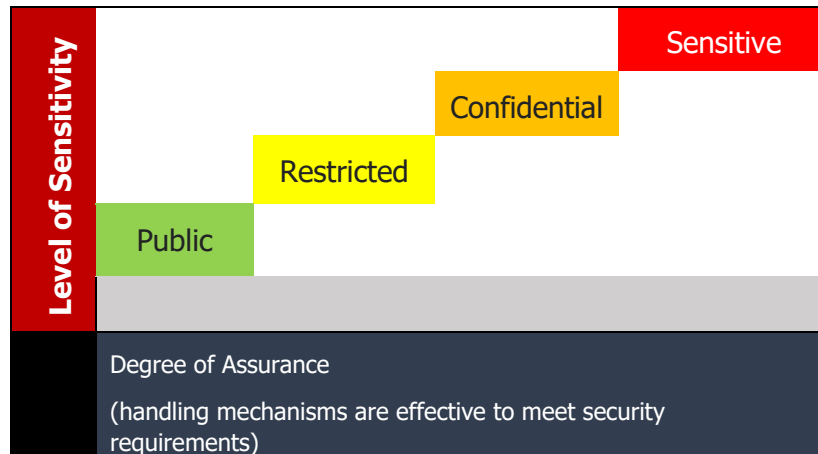 Level of Sensitivity
Sensitive
Confidential
Restricted
Public
Degree of Assurance
(handling mechanisms are effective to meet security
requirements)